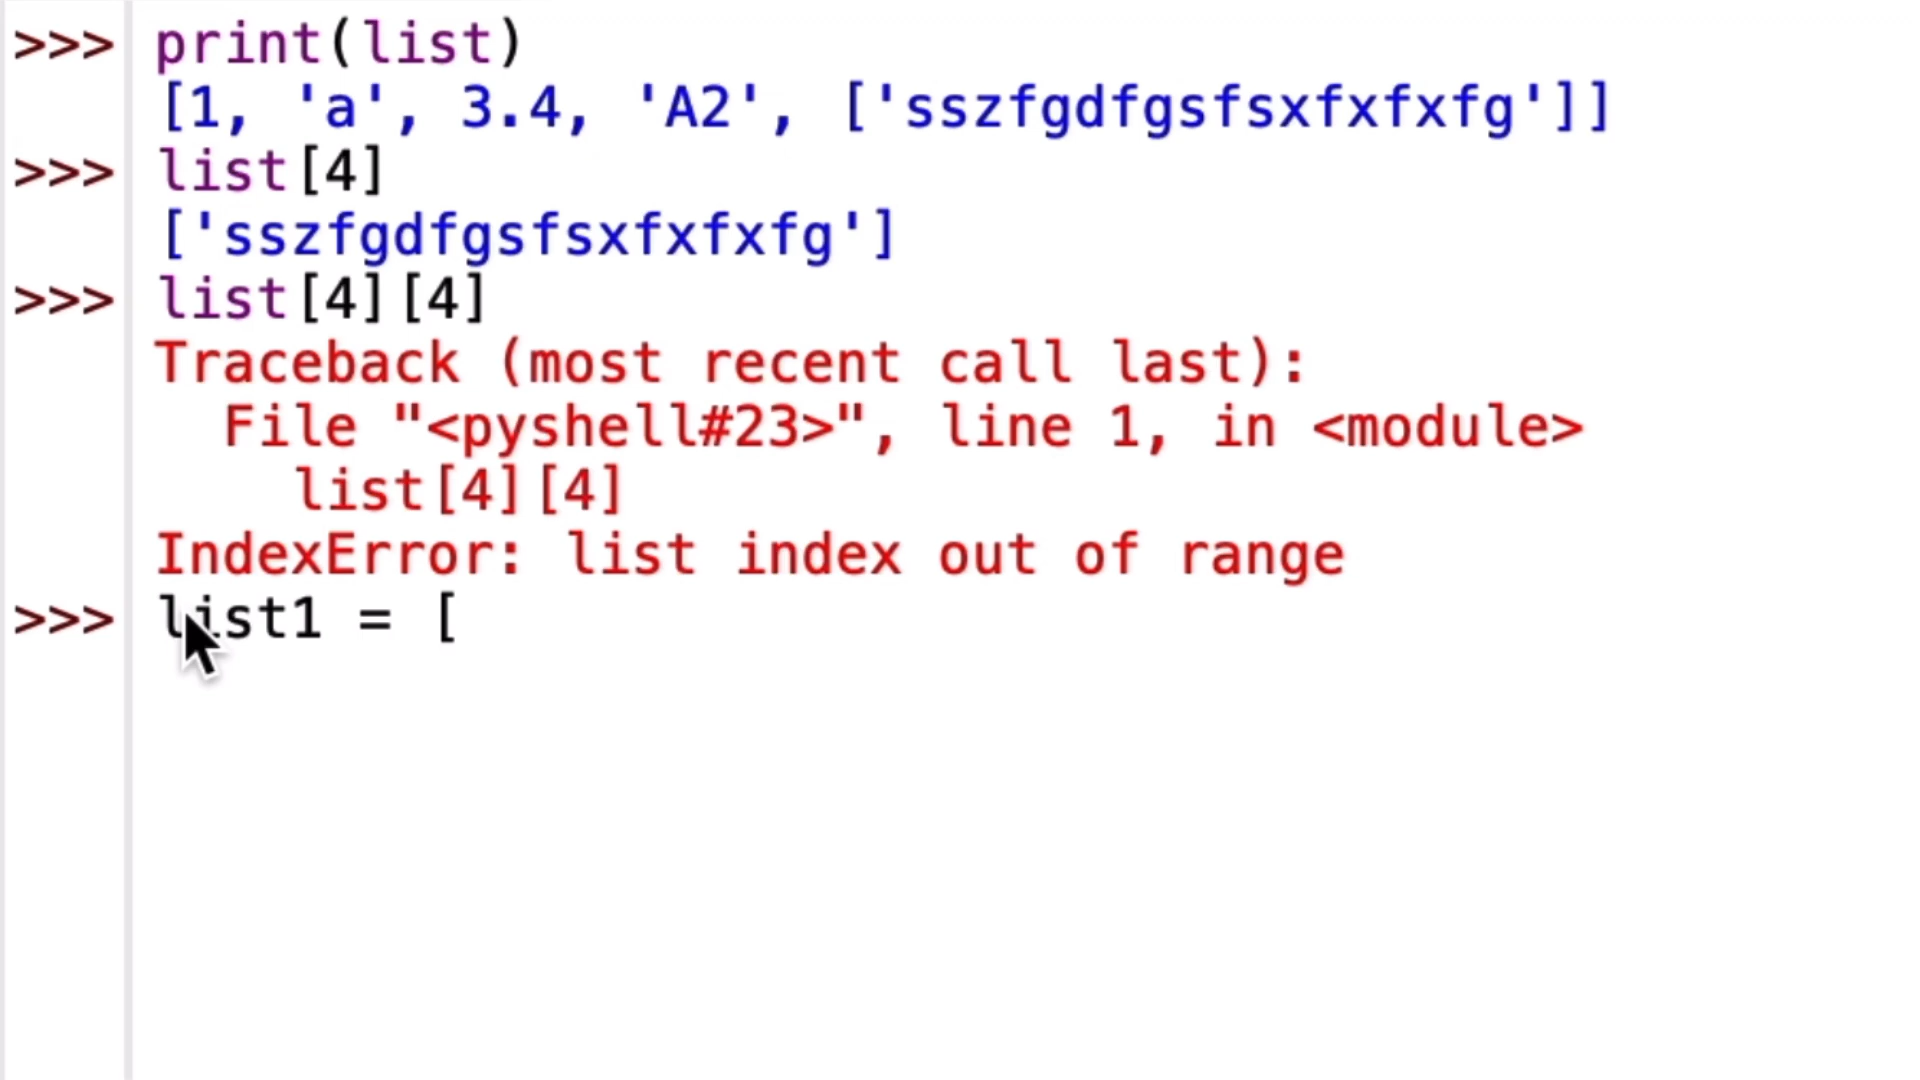 >>> print(list)
[1, 'a', 3.4, 'A2', ['sszfgdfgsfsxfxfxfg']]
>>> list[4]
['sszfgdfgsfsxfxfxfg']
>>> list[4][4]
Traceback (most recent call last):
  File "<pyshell#23>", line 1, in <module>
    list[4][4]
IndexError: list index out of range
>>> list1 = [